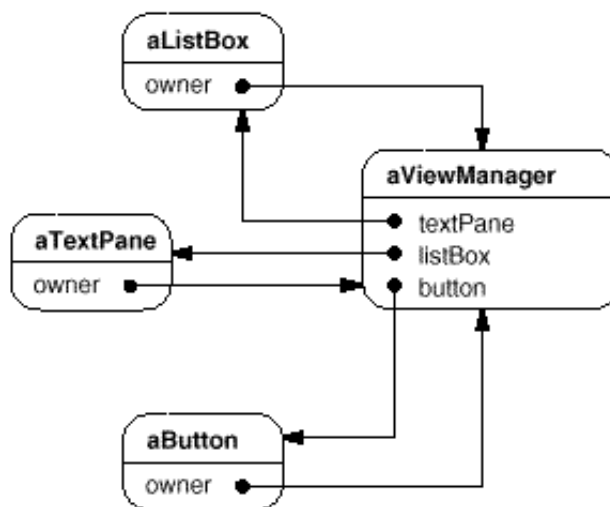 aListBox
owner
aViewManager
textPane
listBox
button
aTextPane
owner
aButton
owner